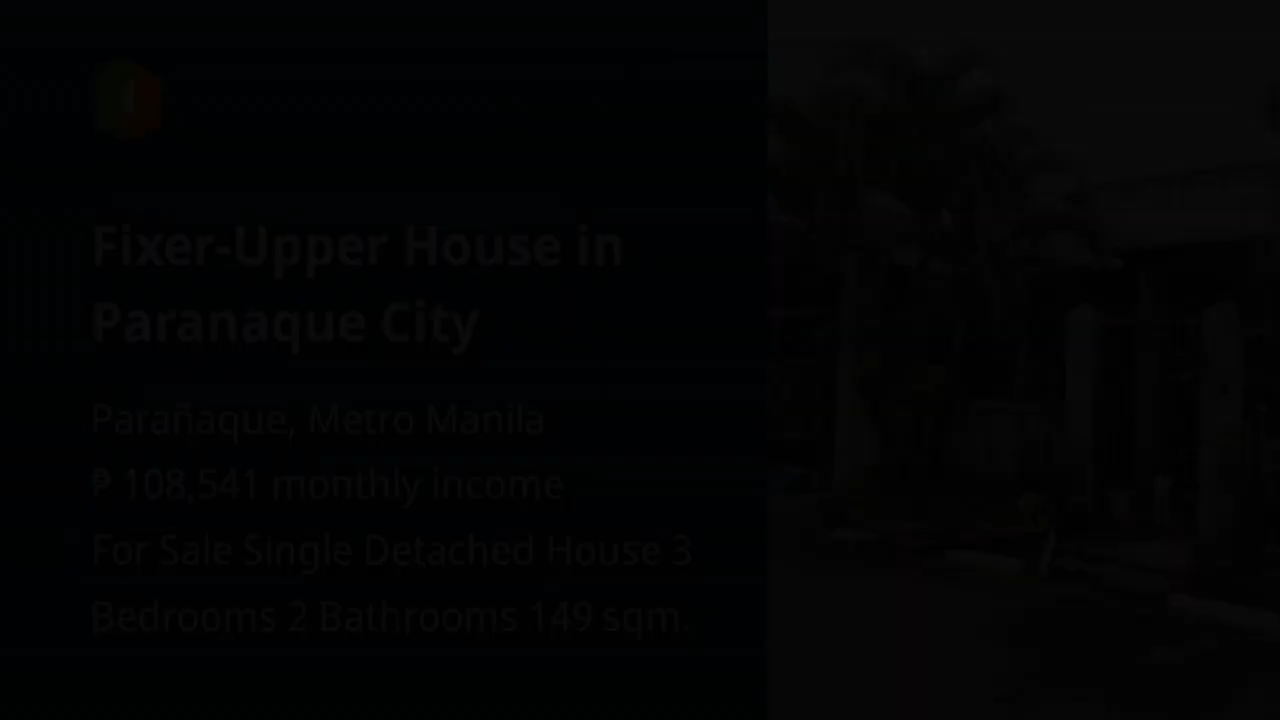 Fixer-Upper House in
Paranaque City
Parañaque, Metro Manila
₱ 108,541 monthly income
For Sale Single Detached House 3
Bedrooms 2 Bathrooms 149 sqm.